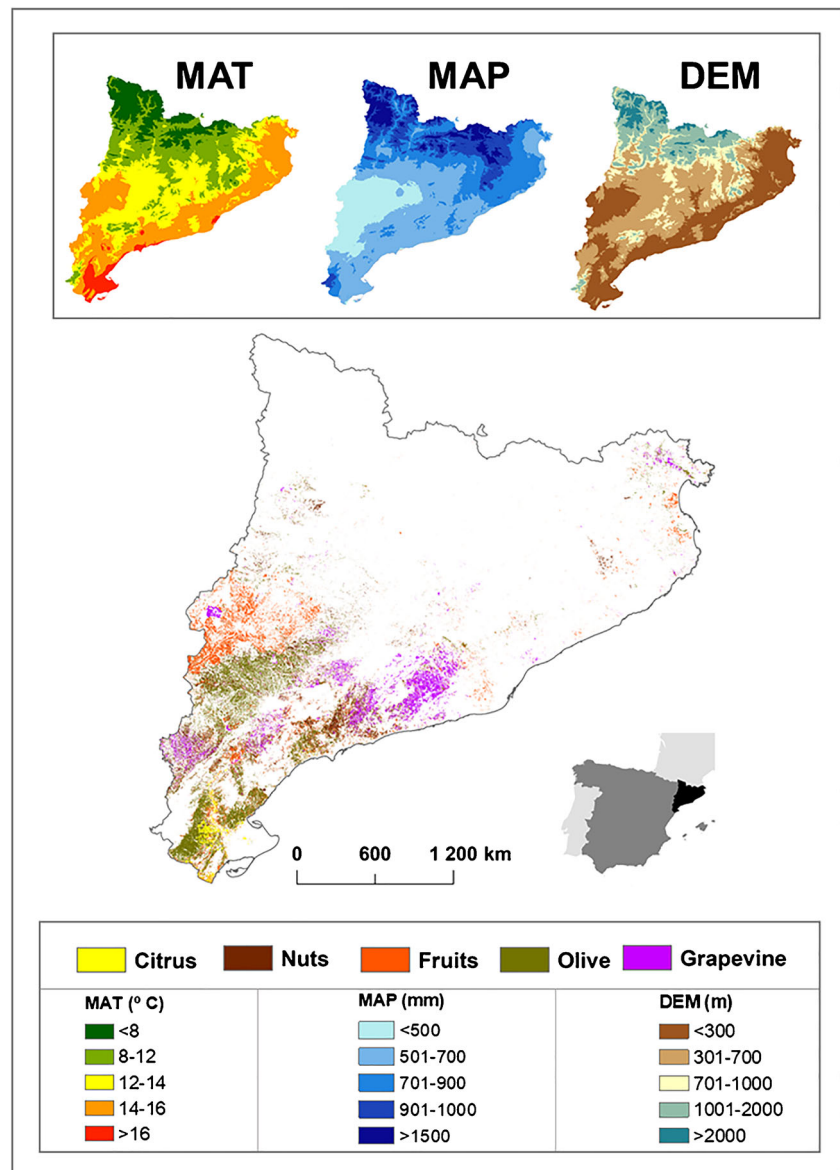 MAT MAP DEM
0 600 1 200 km
Citrus Nuts Fruits Olive Grapevine
MAT (º C) MAP (mm) DEM (m)
<8 <500 <300
8-12 501-700 301-700
12-14 701-900 701-1000
14-16 901-1000 1001-2000
>16 >1500 >2000